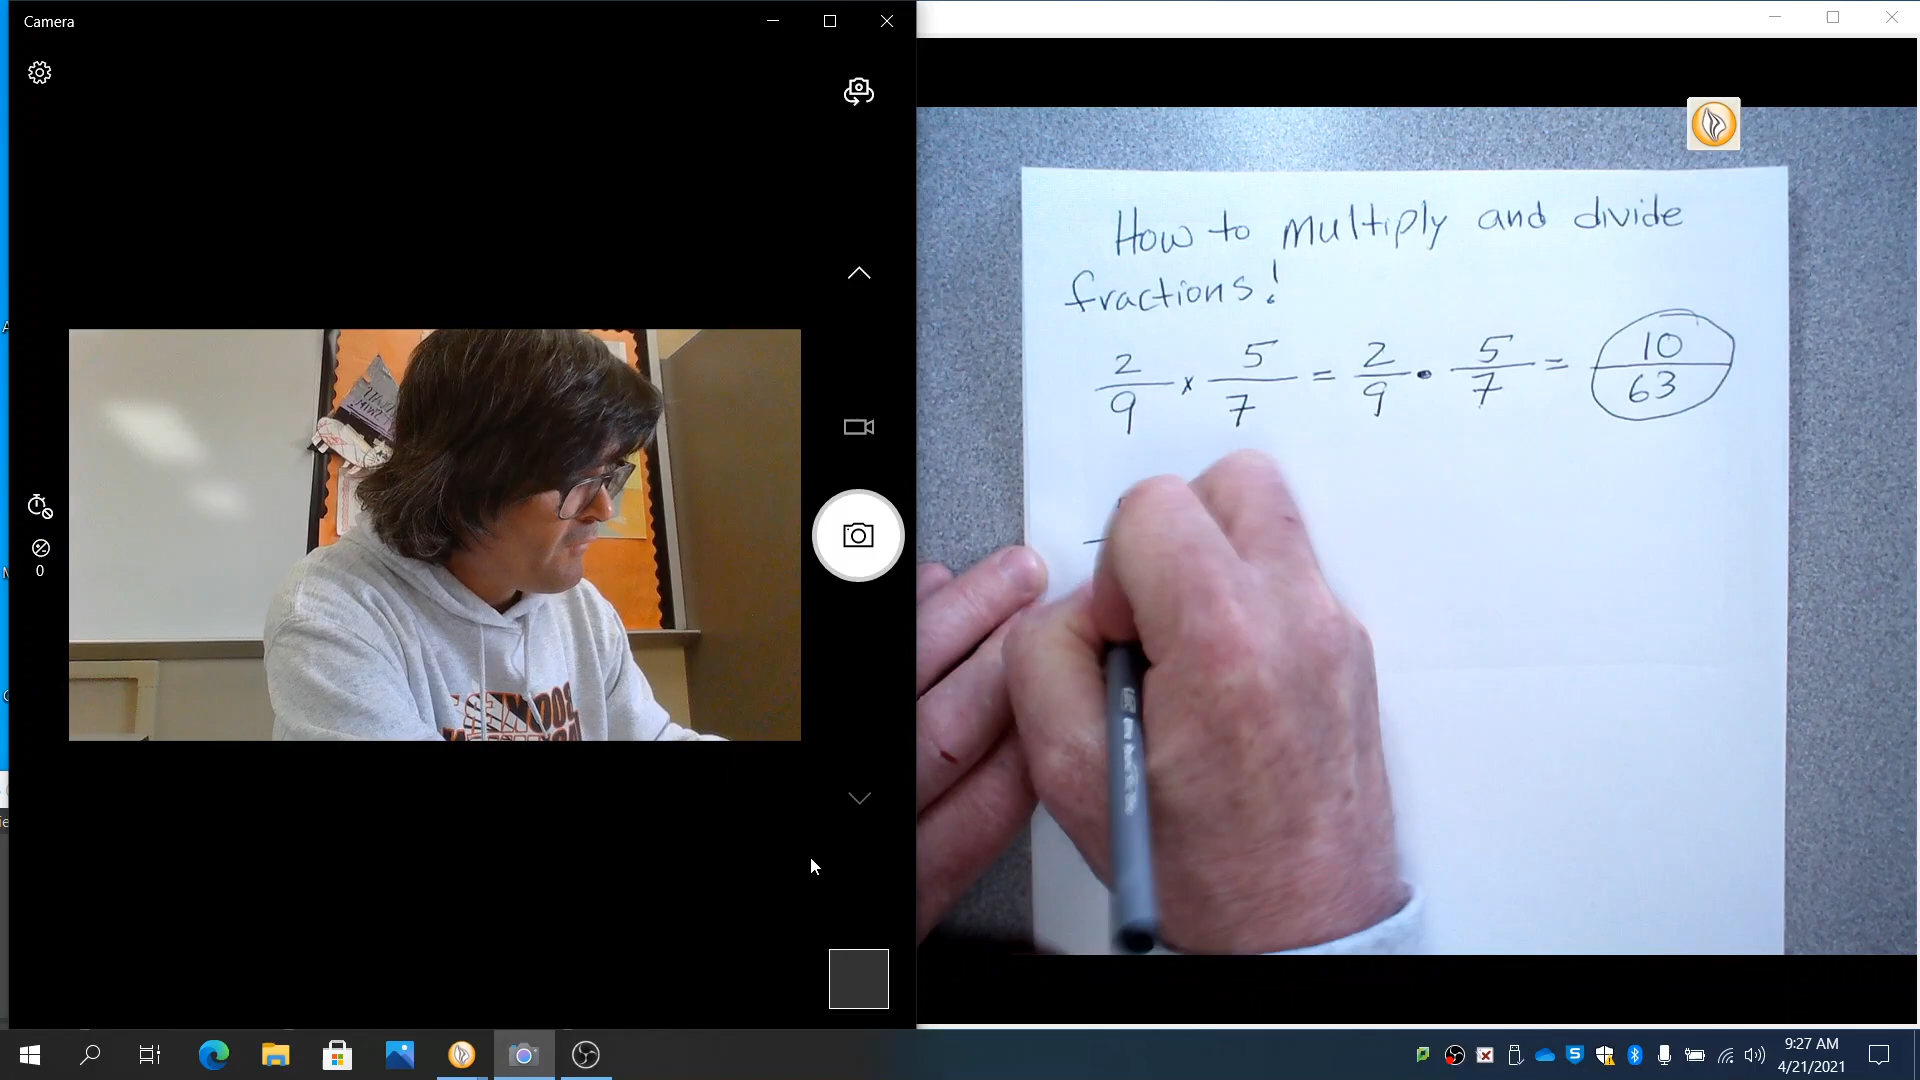 Camera
How to multiply and divide
fractions!
2/9 x 5/7 = 2/9 • 5/7 = 10/63
0
9:27 AM
4/21/2021